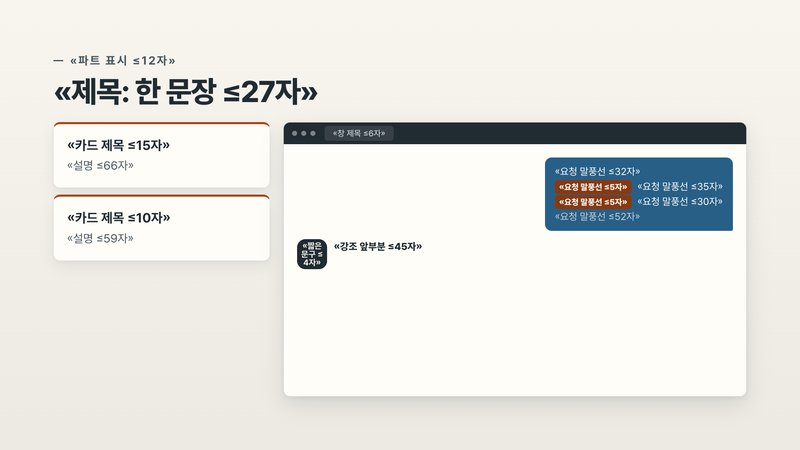 — «파트 표시 ≤12자»
«제목: 한 문장 ≤27자»
«카드 제목 ≤15자»
«설명 ≤66자»
«카드 제목 ≤10자»
«설명 ≤59자»
«창 제목 ≤6자»
«요청 말풍선 ≤32자»
«요청 말풍선 ≤5자» «요청 말풍선 ≤35자»
«요청 말풍선 ≤5자» «요청 말풍선 ≤30자»
«요청 말풍선 ≤52자»
«짧은
문구 ≤
4자»
«강조 앞부분 ≤45자»